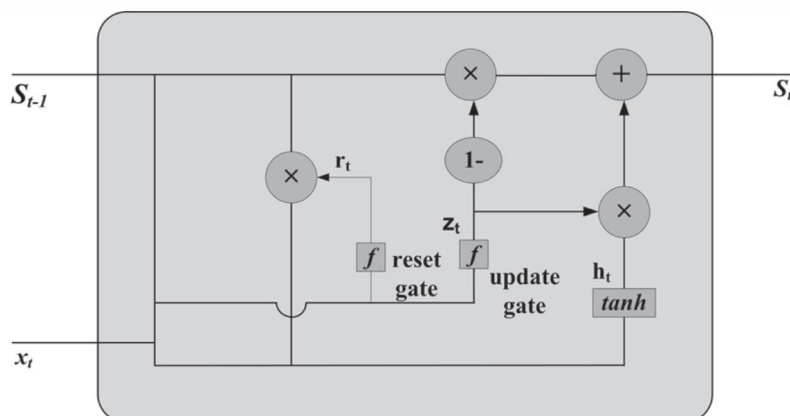 S_{t-1}
×
+
S_t
1-
r_t
×
z_t
×
f reset
gate
f update
gate
h_t
tanh
x_t